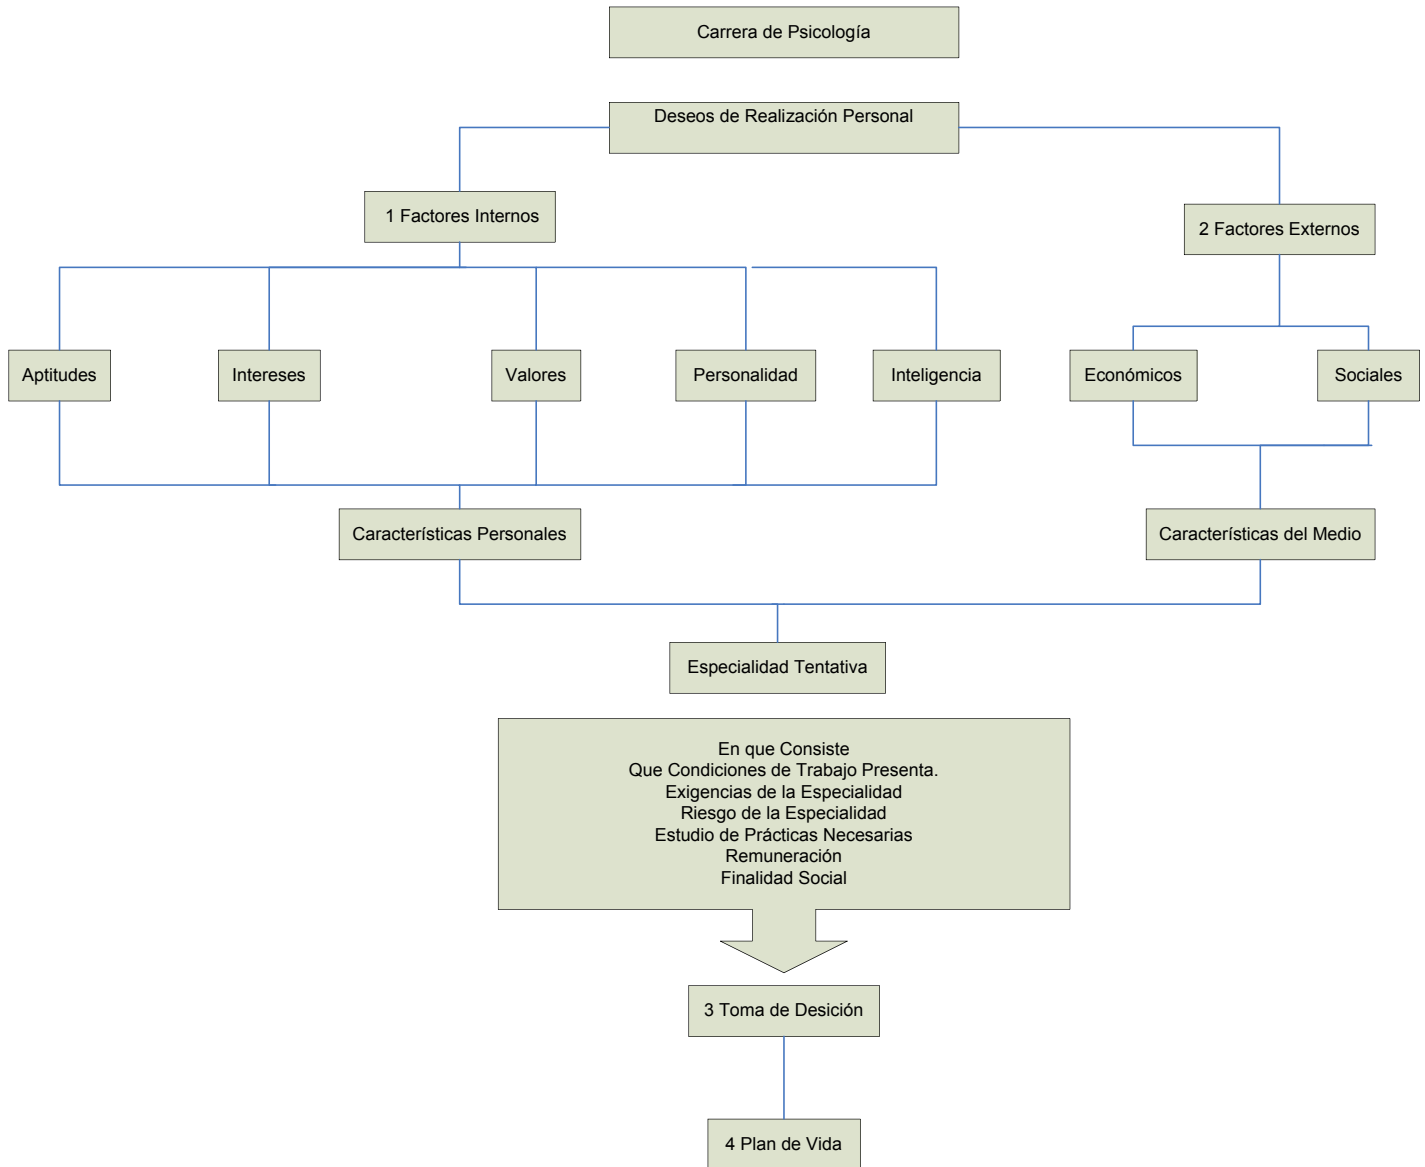 Carrera de Psicología
Deseos de Realización Personal
1 Factores Internos
2 Factores Externos
Aptitudes
Intereses
Valores
Personalidad
Inteligencia
Económicos
Sociales
Características Personales
Características del Medio
Especialidad Tentativa
En que Consiste
Que Condiciones de Trabajo Presenta.
Exigencias de la Especialidad
Riesgo de la Especialidad
Estudio de Prácticas Necesarias
Remuneración
Finalidad Social
3 Toma de Desición
4 Plan de Vida